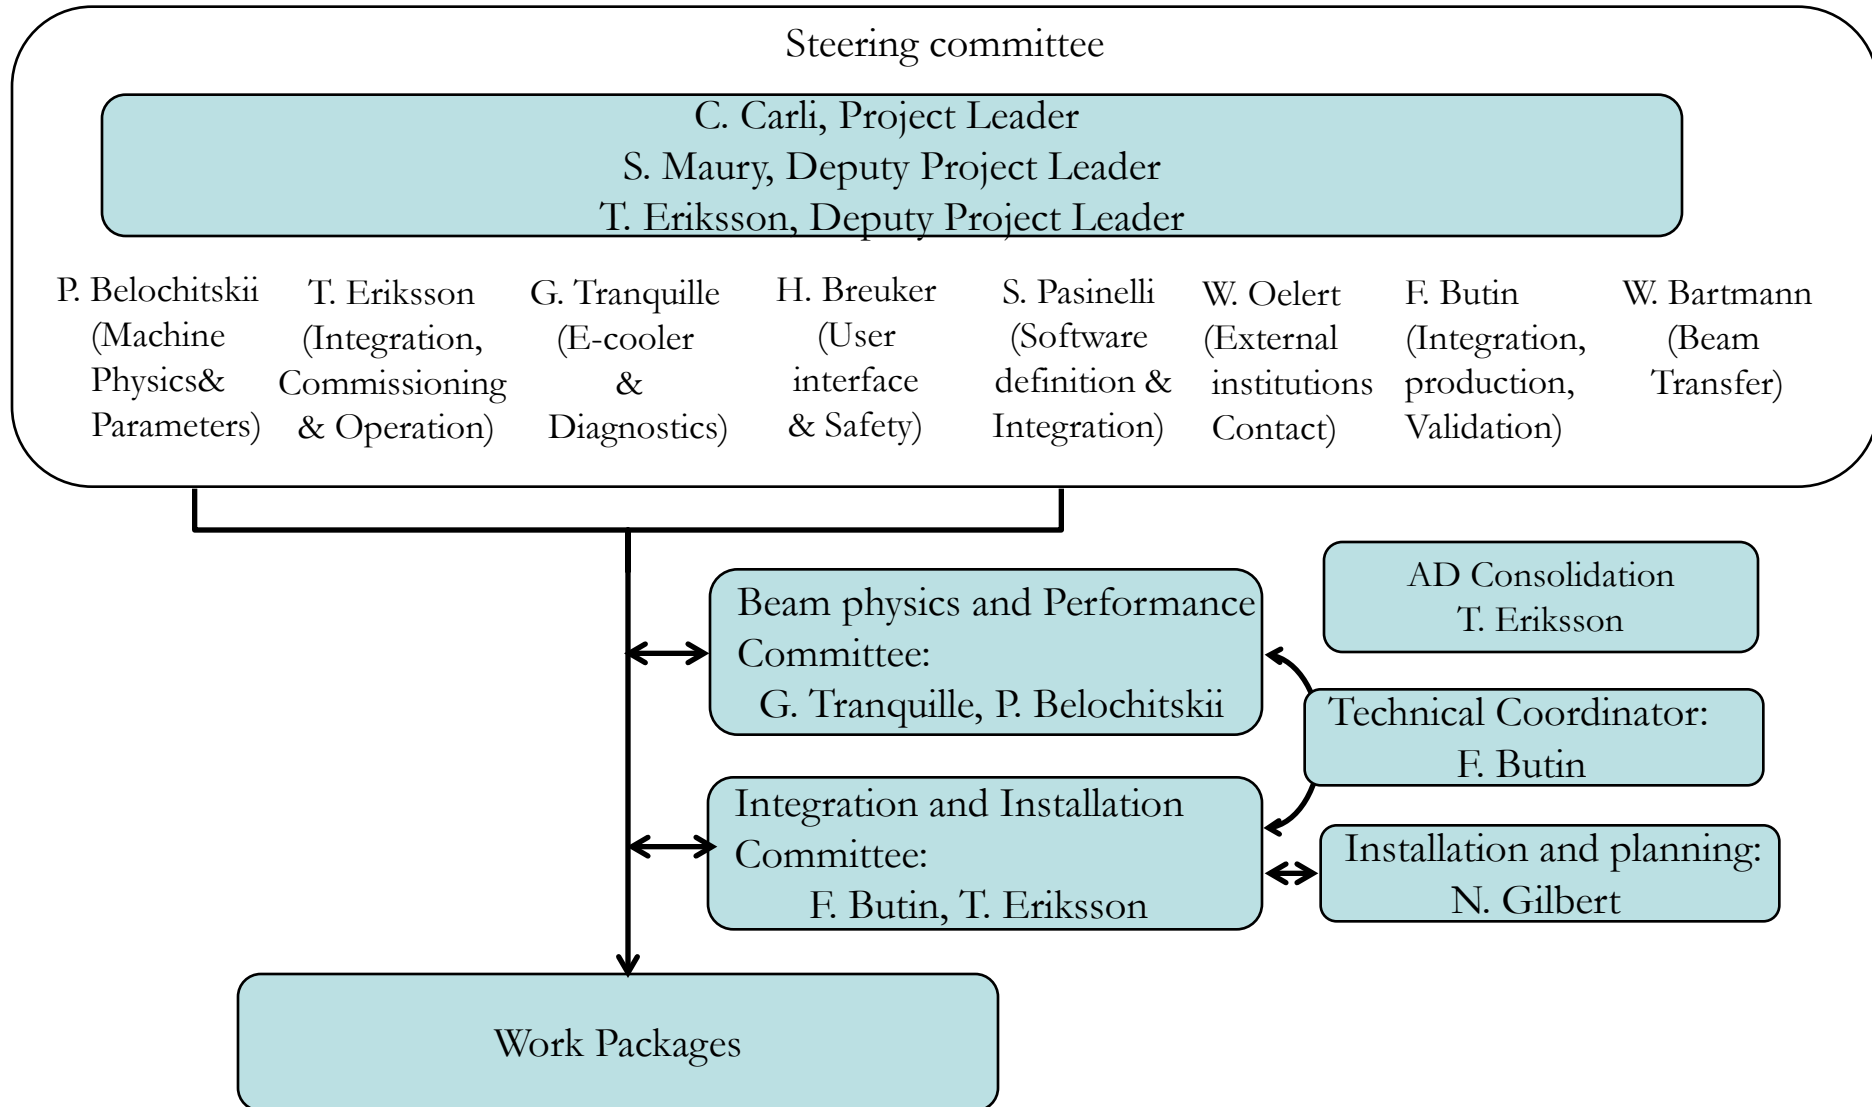 Steering committee
C. Carli, Project Leader
S. Maury, Deputy Project Leader
T. Eriksson, Deputy Project Leader
P. Belochitskii
(Machine
Physics&
Parameters)
T. Eriksson
(Integration,
Commissioning
& Operation)
G. Tranquille
(E-cooler
&
Diagnostics)
H. Breuker
(User
interface
& Safety)
S. Pasinelli
(Software
definition &
Integration)
W. Oelert
(External
institutions
Contact)
F. Butin
(Integration,
production,
Validation)
W. Bartmann
(Beam
Transfer)
AD Consolidation
T. Eriksson
Beam physics and Performance
Committee:
G. Tranquille, P. Belochitskii
Technical Coordinator:
F. Butin
Integration and Installation
Committee:
F. Butin, T. Eriksson
Installation and planning:
N. Gilbert
Work Packages